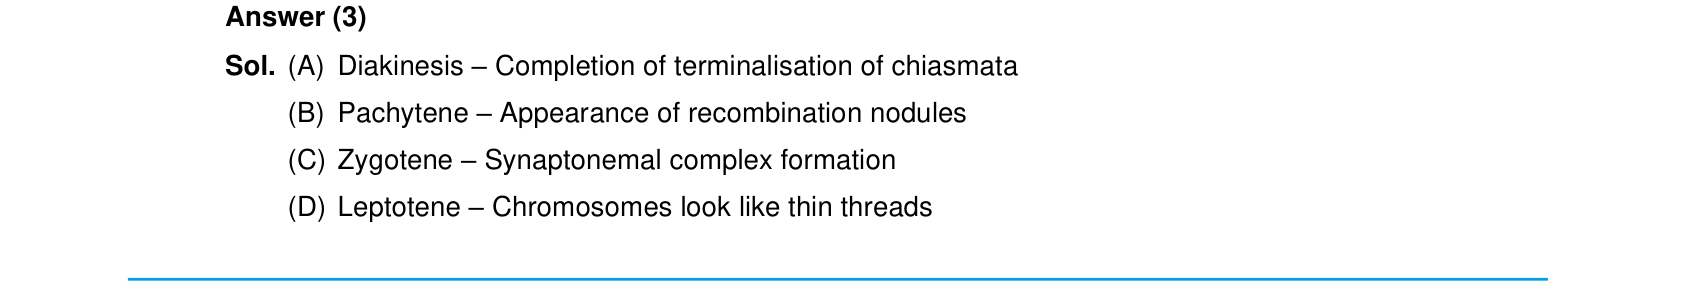 Answer (3)
Sol. (A) Diakinesis – Completion of terminalisation of chiasmata
(B) Pachytene – Appearance of recombination nodules
(C) Zygotene – Synaptonemal complex formation
(D) Leptotene – Chromosomes look like thin threads